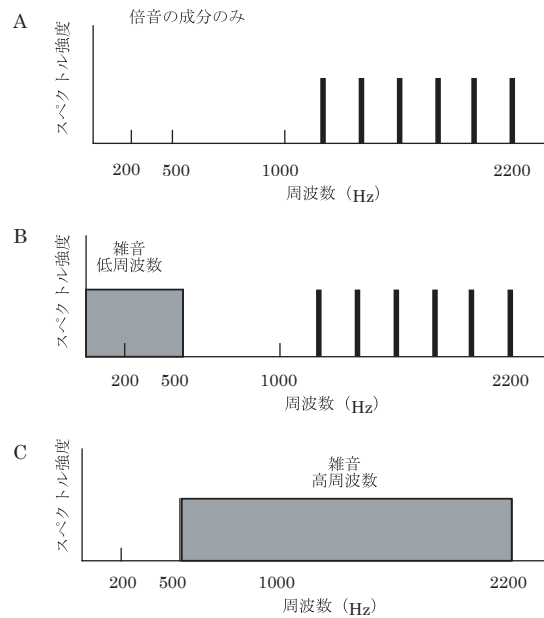 A
倍音の成分のみ
スペクトル強度
200 500 1000 2200
周波数（Hz）
B
雑音
低周波数
スペクトル強度
200 500 1000 2200
周波数（Hz）
C
雑音
高周波数
スペクトル強度
200 500 1000 2200
周波数（Hz）